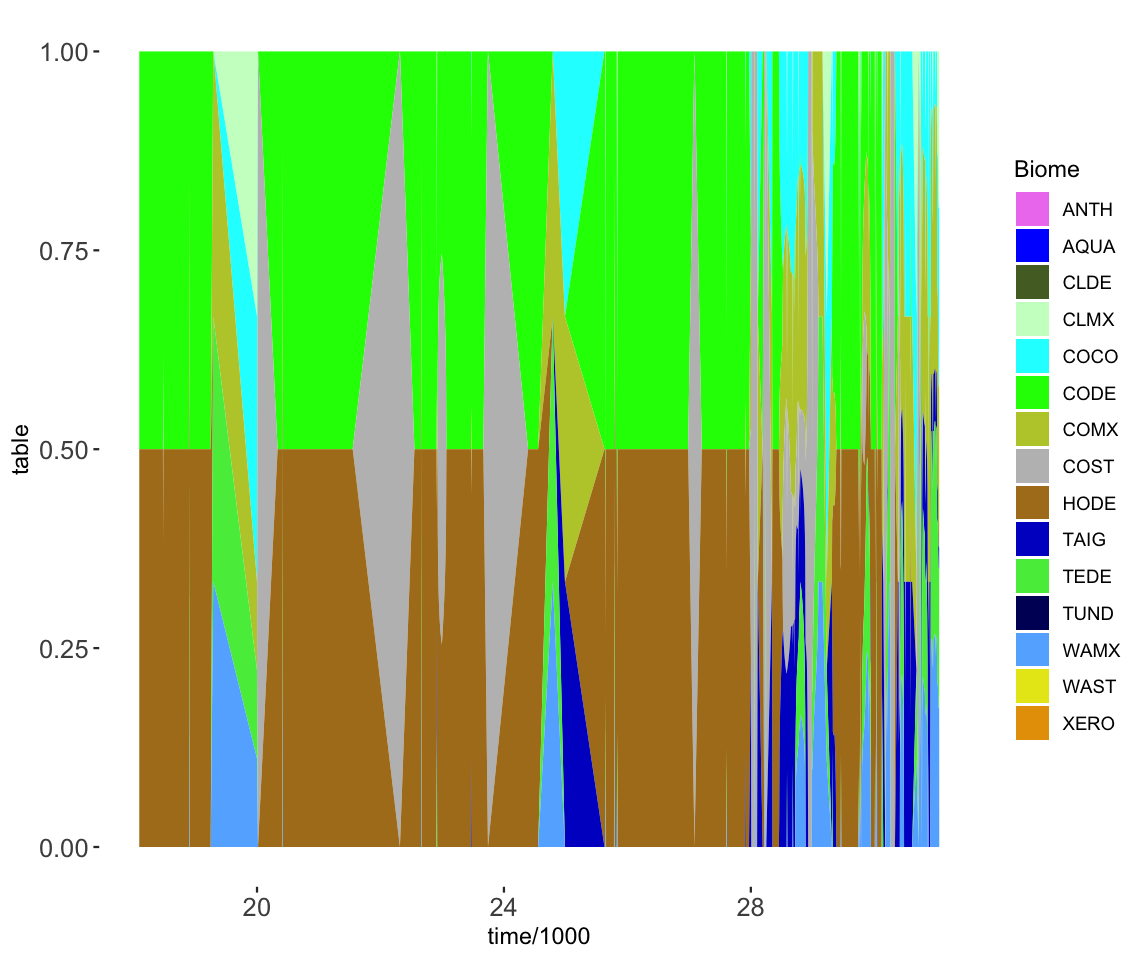 1.00
0.75
0.50
0.25
0.00
table
20
24
28
time/1000
Biome
ANTH
AQUA
CLDE
CLMX
COCO
CODE
COMX
COST
HODE
TAIG
TEDE
TUND
WAMX
WAST
XERO